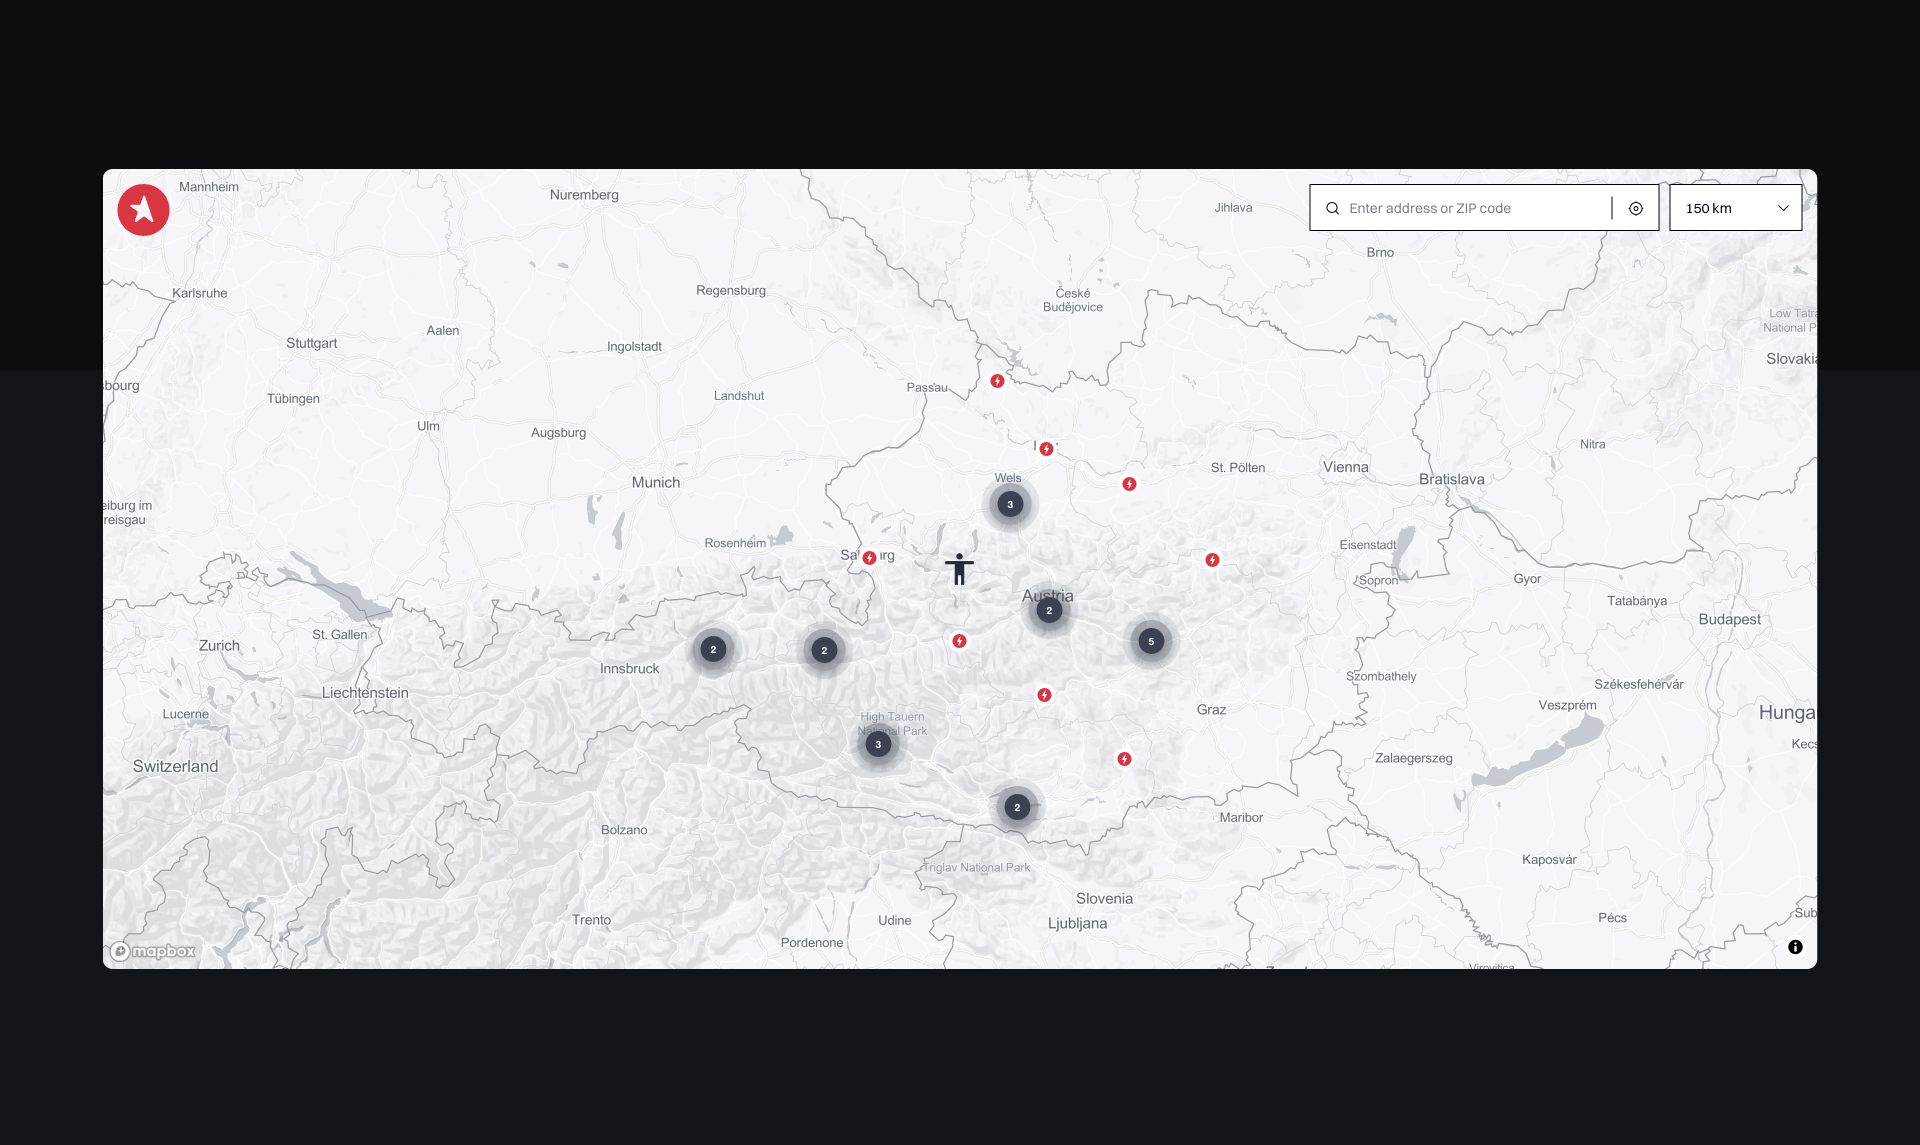 Mannheim
Nuremberg
Jihlava
Enter address or ZIP code
150 km
Brno
Karlsruhe
Regensburg
České
Budějovice
Low Tatra
National P
Aalen
Stuttgart
Ingolstadt
Slovakia
sbourg
Passau
Tübingen
Landshut
Ulm
Augsburg
Nitra
Munich
Wels
St. Pölten
Vienna
Bratislava
3
eiburg im
reisgau
Rosenheim
Sa
urg
Eisenstadt
Sopron
Gyor
Austria
2
Tatabánya
Budapest
St. Gallen
Zurich
2
2
5
Innsbruck
Liechtenstein
Szombathely
Székesfehérvár
Lucerne
High Tauern
National Park
3
Graz
Veszprém
Hunga
Kecs
Switzerland
Zalaegerszeg
2
Maribor
Bolzano
Triglav National Park
Kaposvár
Slovenia
Ljubljana
Trento
Udine
Pécs
Sub
Pordenone
mapbox
Virovitica